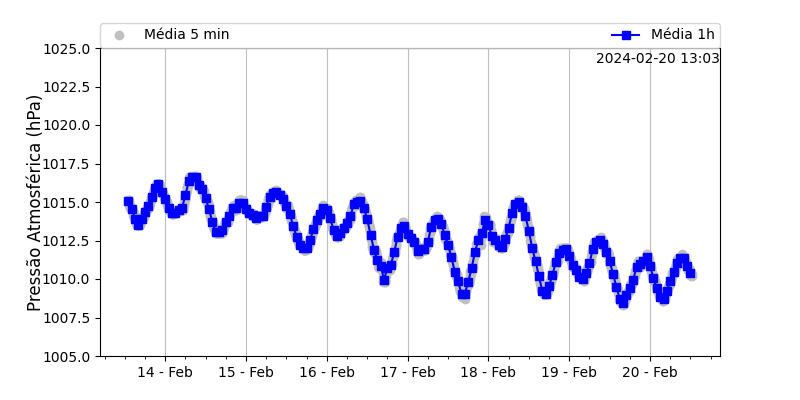 Média 5 min
Média 1h
2024-02-20 13:03
Pressão Atmosférica (hPa)
1025.0
1022.5
1020.0
1017.5
1015.0
1012.5
1010.0
1007.5
1005.0
14 - Feb
15 - Feb
16 - Feb
17 - Feb
18 - Feb
19 - Feb
20 - Feb